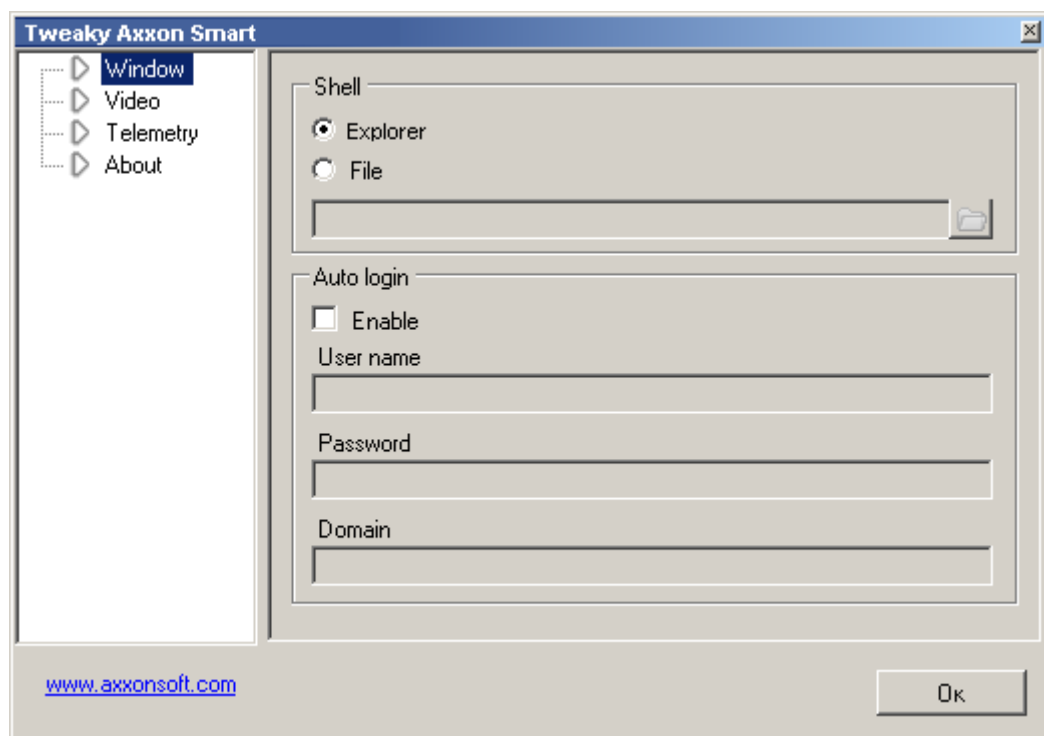 Tweaky Axxon Smart
Window
Video
Telemetry
About
Shell
Explorer
File
Auto login
Enable
User name
Password
Domain
www.axxonsoft.com
Ок